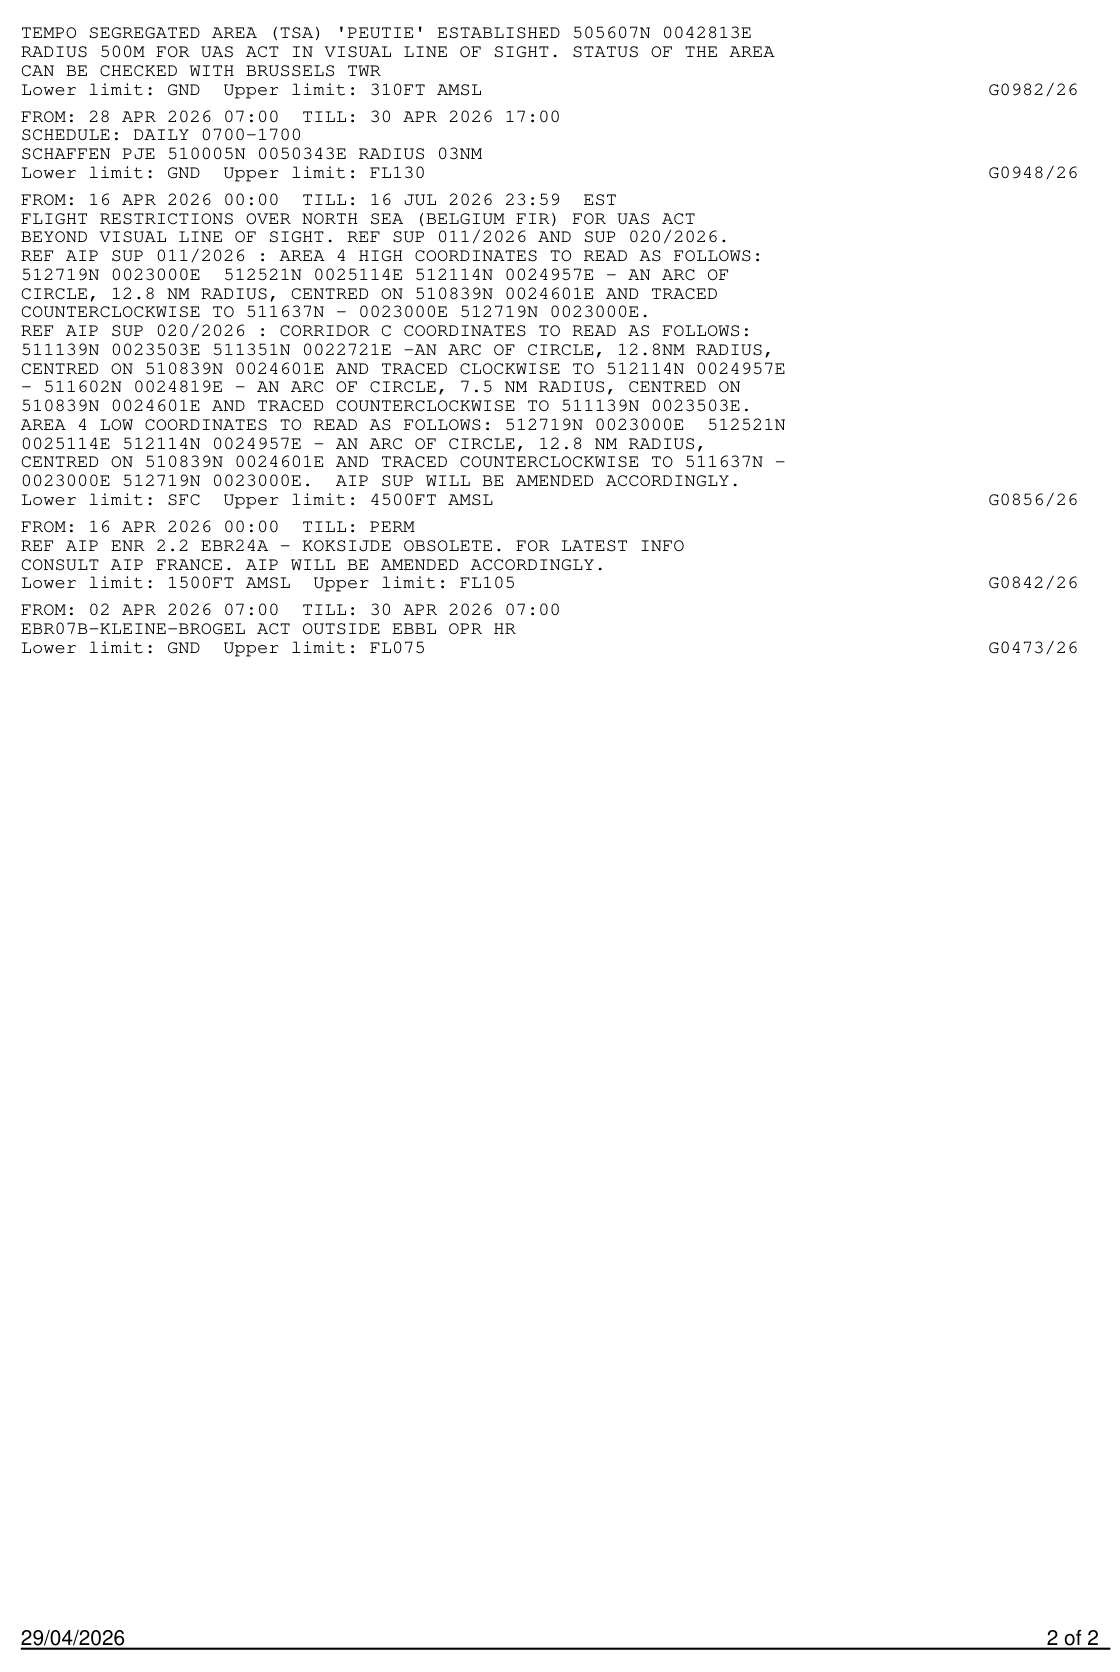 TEMPO SEGREGATED AREA (TSA) 'PEUTIE' ESTABLISHED 505607N 0042813E
RADIUS 500M FOR UAS ACT IN VISUAL LINE OF SIGHT. STATUS OF THE AREA
CAN BE CHECKED WITH BRUSSELS TWR
Lower limit: GND  Upper limit: 310FT AMSL  G0982/26
FROM: 28 APR 2026 07:00  TILL: 30 APR 2026 17:00
SCHEDULE: DAILY 0700-1700
SCHAFFEN PJE 510005N 0050343E RADIUS 03NM
Lower limit: GND  Upper limit: FL130  G0948/26
FROM: 16 APR 2026 00:00  TILL: 16 JUL 2026 23:59  EST
FLIGHT RESTRICTIONS OVER NORTH SEA (BELGIUM FIR) FOR UAS ACT
BEYOND VISUAL LINE OF SIGHT. REF SUP 011/2026 AND SUP 020/2026.
REF AIP SUP 011/2026 : AREA 4 HIGH COORDINATES TO READ AS FOLLOWS:
512719N 0023000E  512521N 0025114E 512114N 0024957E - AN ARC OF
CIRCLE, 12.8 NM RADIUS, CENTRED ON 510839N 0024601E AND TRACED
COUNTERCLOCKWISE TO 511637N - 0023000E 512719N 0023000E.
REF AIP SUP 020/2026 : CORRIDOR C COORDINATES TO READ AS FOLLOWS:
511139N 0023503E 511351N 0022721E -AN ARC OF CIRCLE, 12.8NM RADIUS,
CENTRED ON 510839N 0024601E AND TRACED CLOCKWISE TO 512114N 0024957E
- 511602N 0024819E - AN ARC OF CIRCLE, 7.5 NM RADIUS, CENTRED ON
510839N 0024601E AND TRACED COUNTERCLOCKWISE TO 511139N 0023503E.
AREA 4 LOW COORDINATES TO READ AS FOLLOWS: 512719N 0023000E  512521N
0025114E 512114N 0024957E - AN ARC OF CIRCLE, 12.8 NM RADIUS,
CENTRED ON 510839N 0024601E AND TRACED COUNTERCLOCKWISE TO 511637N -
0023000E 512719N 0023000E.  AIP SUP WILL BE AMENDED ACCORDINGLY.
Lower limit: SFC  Upper limit: 4500FT AMSL  G0856/26
FROM: 16 APR 2026 00:00  TILL: PERM
REF AIP ENR 2.2 EBR24A - KOKSIJDE OBSOLETE. FOR LATEST INFO
CONSULT AIP FRANCE. AIP WILL BE AMENDED ACCORDINGLY.
Lower limit: 1500FT AMSL  Upper limit: FL105  G0842/26
FROM: 02 APR 2026 07:00  TILL: 30 APR 2026 07:00
EBR07B-KLEINE-BROGEL ACT OUTSIDE EBBL OPR HR
Lower limit: GND  Upper limit: FL075  G0473/26
29/04/2026  2 of 2